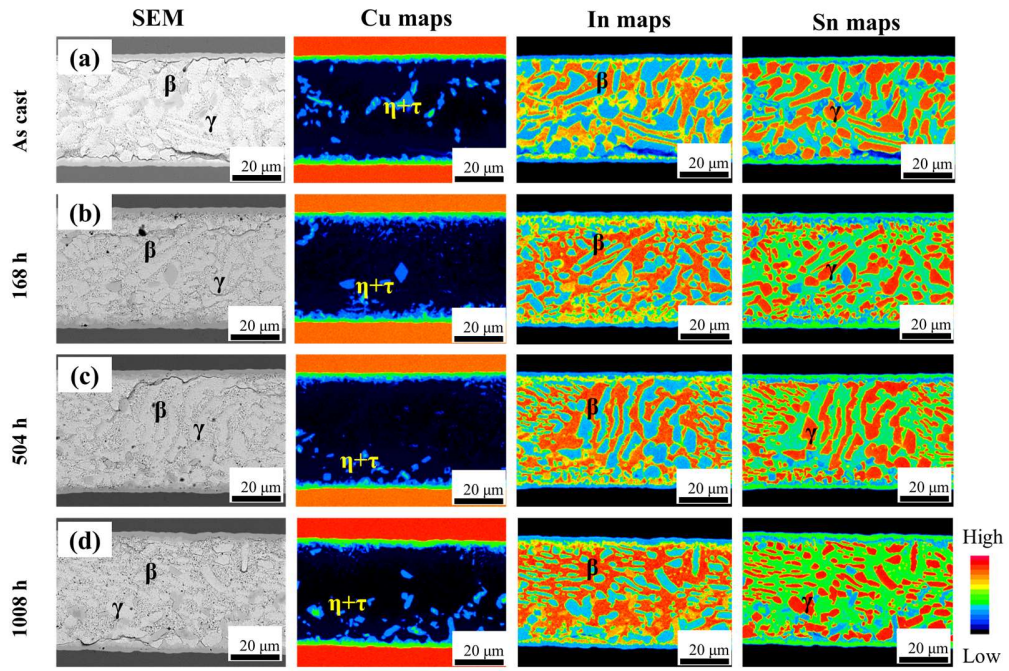 SEM
Cu maps
In maps
Sn maps
As cast
(a)
β
γ
20 μm
η+τ
20 μm
β
20 μm
γ
20 μm
168 h
(b)
β
γ
20 μm
η+τ
20 μm
β
20 μm
γ
20 μm
504 h
(c)
β
γ
20 μm
η+τ
20 μm
β
20 μm
γ
20 μm
1008 h
(d)
β
γ
20 μm
η+τ
20 μm
β
20 μm
γ
20 μm
High
Low